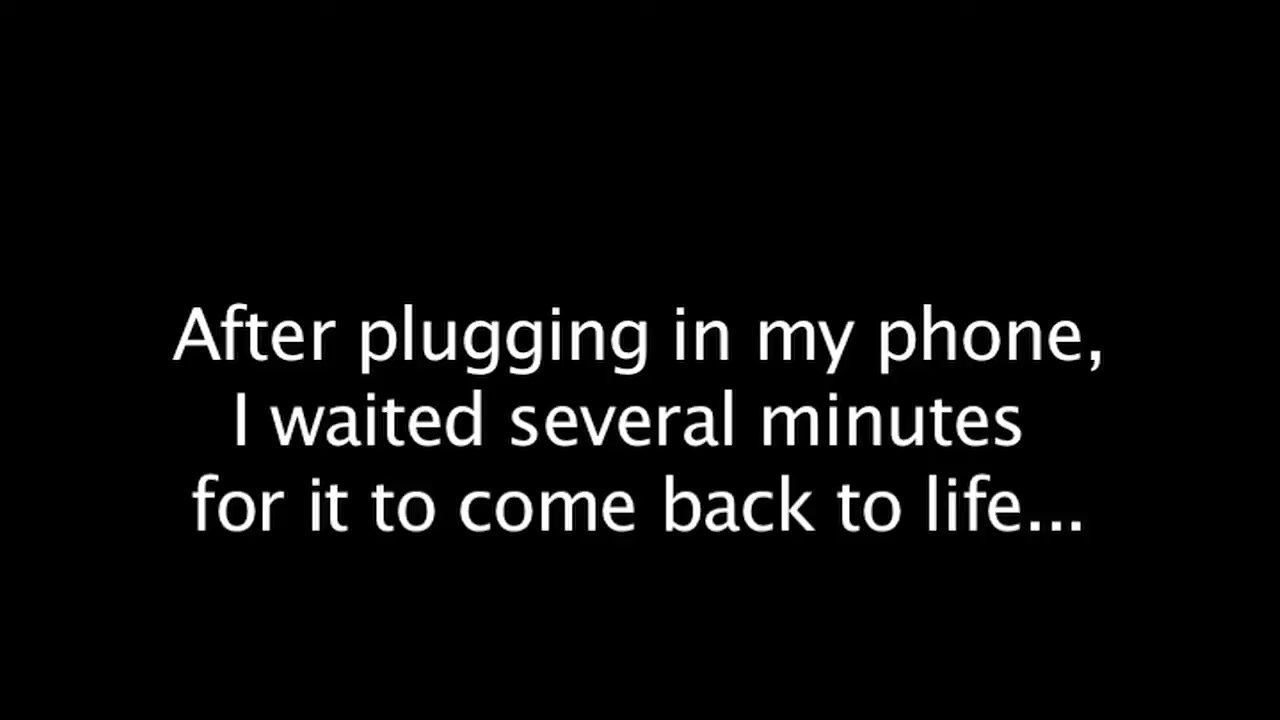 After plugging in my phone,
I waited several minutes
for it to come back to life...